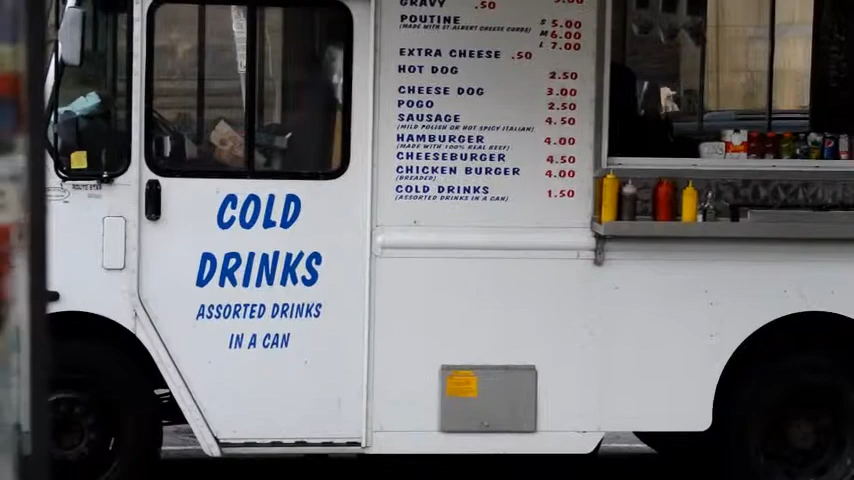 GRAVY .50
POUTINE S 5.00
(MADE WITH ST ALBERT CHEESE CURDS) M 6.00
L 7.00
EXTRA CHEESE .50
HOT DOG 2.50
CHEESE DOG 3.00
POGO 2.50
SAUSAGE 4.50
(MILD POLISH OR HOT SPICY ITALIAN)
HAMBURGER 4.00
(MADE WITH 100% REAL BEEF)
CHEESEBURGER 4.50
CHICKEN BURGER 4.00
(BREADED)
COLD DRINKS 1.50
(ASSORTED DRINKS IN A CAN)
COLD
DRINKS
ASSORTED DRINKS
IN A CAN